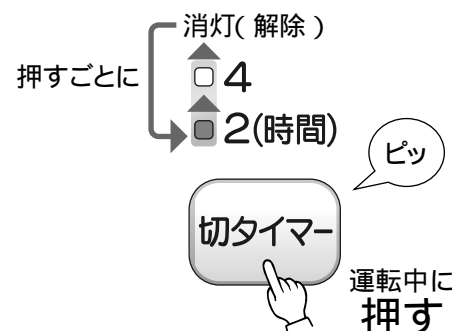 消灯(解除)
押すごとに
4
2(時間)
ピッ
切タイマー
運転中に
押す